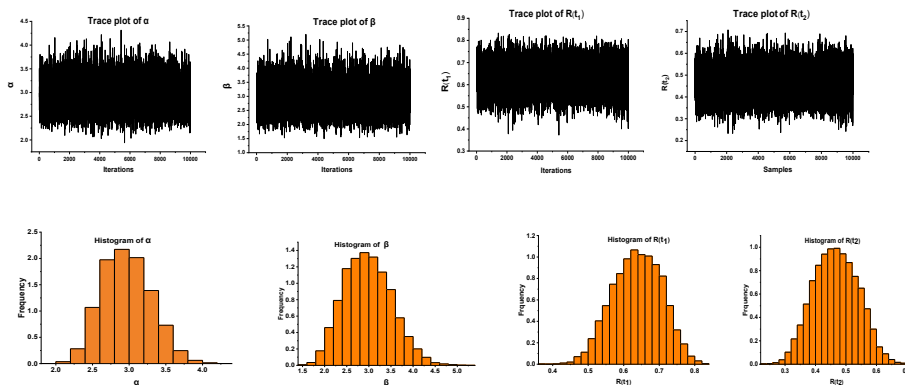 Trace plot of α
4.5
4.0
3.5
3.0
2.5
2.0
α
0 2000 4000 6000 8000 10000
Iterations
Trace plot of β
5.5
5.0
4.5
4.0
3.5
3.0
2.5
2.0
1.5
1.0
β
0 2000 4000 6000 8000 10000
Iterations
Trace plot of R(t₁)
0.9
0.8
0.7
0.6
0.5
0.4
0.3
R(t₁)
0 2000 4000 6000 8000 10000
Iterations
Trace plot of R(t₂)
0.7
0.6
0.5
0.4
0.3
0.2
R(t₂)
0 2000 4000 6000 8000 10000
Samples
Histogram of α
2.5
2.0
1.5
1.0
0.5
0.0
Frequency
2.0 2.5 3.0 3.5 4.0
α
Histogram of β
1.4
1.2
1.0
0.8
0.6
0.4
0.2
0.0
Frequency
1.5 2.0 2.5 3.0 3.5 4.0 4.5 5.0
β
Histogram of R(t1)
1.2
1.0
0.8
0.6
0.4
0.2
0.0
Frquency
0.4 0.5 0.6 0.7 0.8
R(t1)
Histogram of R(t2)
1.0
0.8
0.6
0.4
0.2
0.0
Frquency
0.3 0.4 0.5 0.6
R(t2)